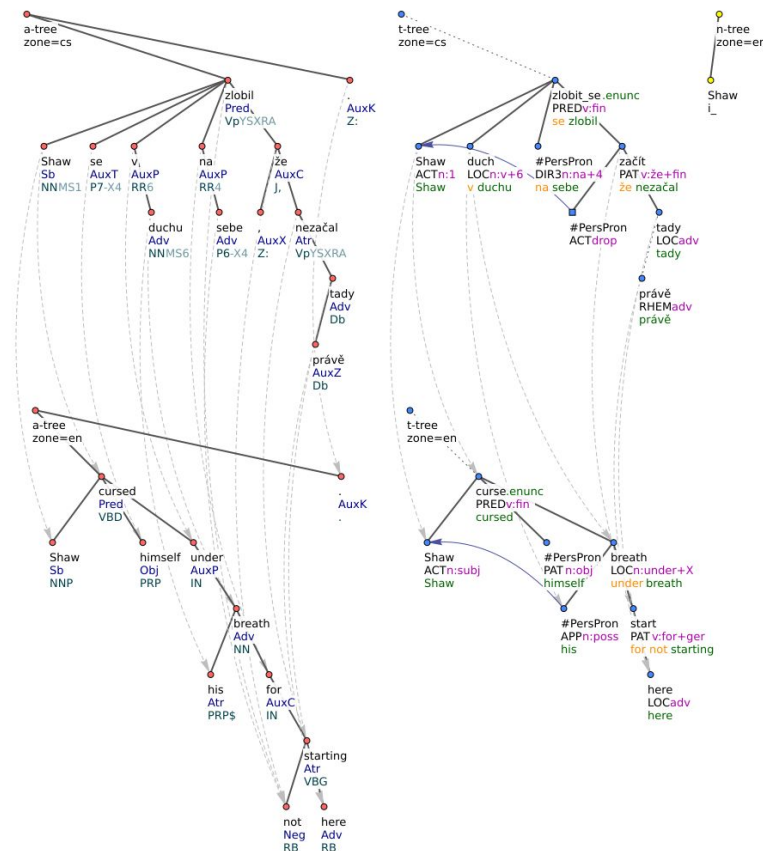 a-tree
zone=cs
t-tree
zone=cs
n-tree
zone=en
zlobil
Pred
VpYSXRA
.
AuxK
Z:
zlobit_se.enunc
PREDv:fin
se zlobil
Shaw
i_
Shaw
Sb
NNMS1
se
AuxT
P7-X4
v
AuxP
RR6
na
AuxP
RR4
že
AuxC
J,
Shaw
ACTn:1
Shaw
duch
LOCn:v+6
v duchu
#PersPron
DIR3n:na+4
na sebe
začít
PATv:že+fin
že nezačal
duchu
Adv
NNMS6
sebe
Adv
P6-X4
,
AuxX
Z:
nezačal
Atr
VpYSXRA
#PersPron
ACTdrop
tady
LOCadv
tady
tady
Adv
Db
právě
RHEMadv
právě
právě
AuxZ
Db
a-tree
zone=en
t-tree
zone=en
cursed
Pred
VBD
.
AuxK
.
curse.enunc
PREDv:fin
cursed
Shaw
Sb
NNP
himself
Obj
PRP
under
AuxP
IN
Shaw
ACTn:subj
Shaw
#PersPron
PATn:obj
himself
breath
LOCn:under+X
under breath
breath
Adv
NN
#PersPron
APPn:poss
his
start
PATv:for+ger
for not starting
his
Atr
PRP$
for
AuxC
IN
here
LOCadv
here
starting
Atr
VBG
not
Neg
RB
here
Adv
RB